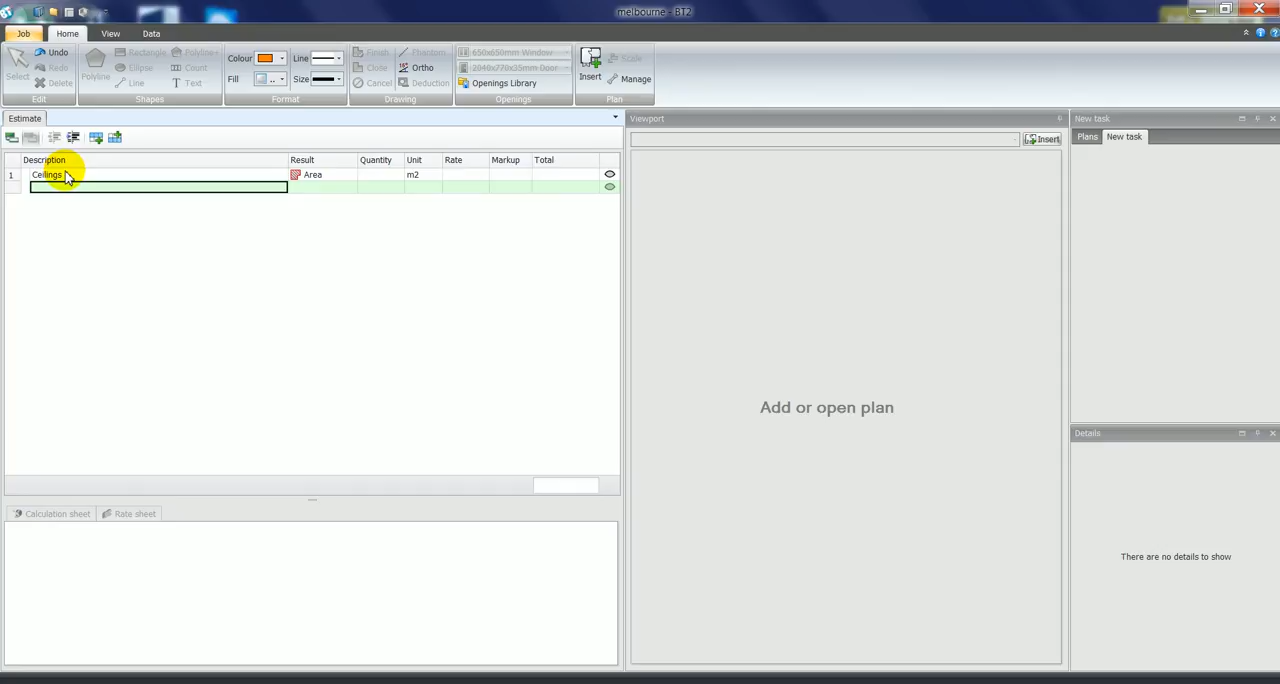 melbourne - BT2
Job Home View Data
Select
Undo
Redo
Delete
Edit
Polyline
Rectangle
Ellipse
Line
Polyline+
Count
Text
Shapes
Colour
Fill
Line
Size
Format
Finish
Close
Cancel
Phantom
Ortho
Deduction
Drawing
650x650mm Window
2040x770x35mm Door
Openings Library
Openings
Insert
Scale
Manage
Plan
Estimate
Description Result Quantity Unit Rate Markup Total
1 Ceilings Area m2
Calculation sheet Rate sheet
Viewport
Insert
Add or open plan
New task
Plans New task
Details
There are no details to show